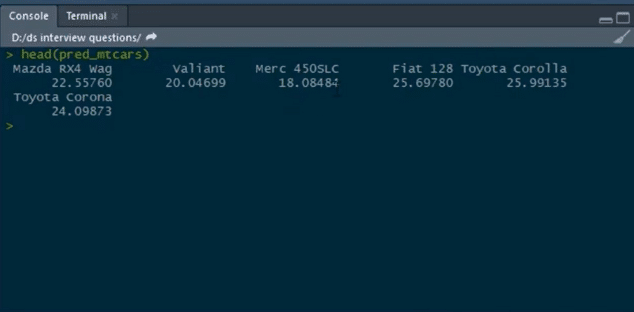 Console Terminal
D:/ds interview questions/
> head(pred_mtcars)
Mazda RX4 Wag Valiant Merc 450SLC Fiat 128 Toyota Corolla
22.55760 20.04699 18.08484 25.69780 25.99135
Toyota Corona
24.09873
>